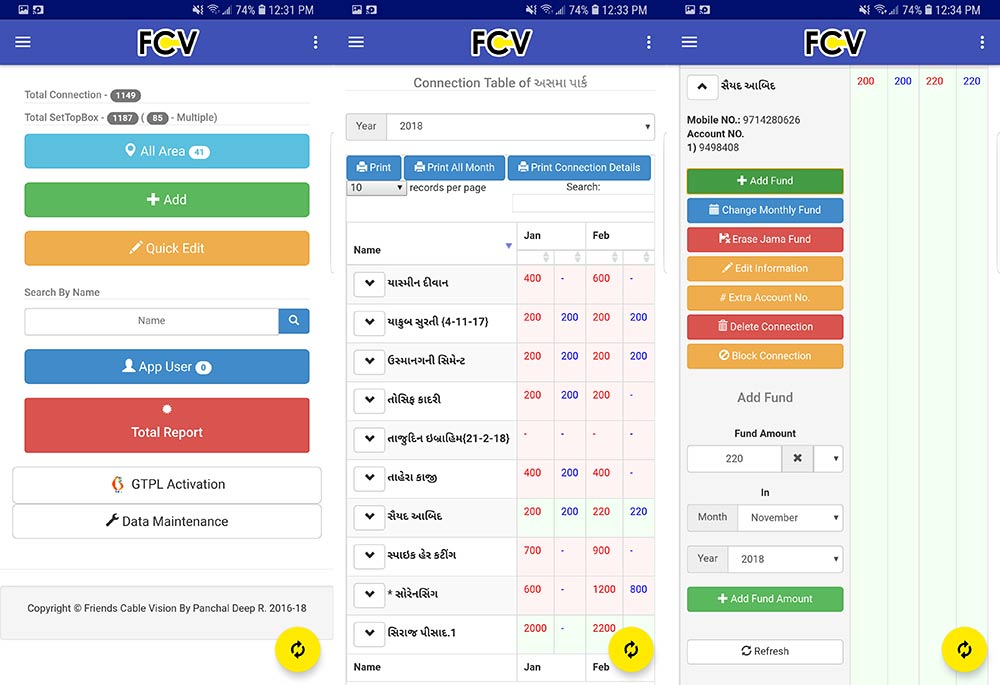 74% 12:31 PM
FCV
Total Connection - 1149
Total SetTopBox - 1187 ( 85 - Multiple)
All Area 41
Add
Quick Edit
Search By Name
Name
App User 0
Total Report
GTPL Activation
Data Maintenance
Copyright © Friends Cable Vision By Panchal Deep R. 2016-18
74% 12:33 PM
FCV
Connection Table of અસમા પાર્ક
Year 2018
Print Print All Month Print Connection Details
10 records per page Search:
Name Jan Feb
યાસ્મીન દીવાન 400 - 600 -
યાકુબ સુરતી {4-11-17} 200 200 200 200
ઉસ્માનગની સિમેન્ટ 200 200 200 200
તોસિફ કાદરી 200 200 200 -
તાજુદિન ઇબ્રાહિમ{21-2-18} - - - -
તાહેરા કાજી 400 200 400 -
સૈયદ આબિદ 200 200 220 220
સ્પાઇક હેર કટીંગ 700 - 900 -
* સોરેનસિંગ 600 - 1200 800
સિરાજ પીસાદ.1 2000 - 2200
Name Jan Feb
74% 12:34 PM
FCV
સૈયદ આબિદ 200 200 220 220
Mobile NO.: 9714280626
Account NO.
1) 9498408
Add Fund
Change Monthly Fund
Erase Jama Fund
Edit Information
# Extra Account No.
Delete Connection
Block Connection
Add Fund
Fund Amount
220
In
Month November
Year 2018
Add Fund Amount
Refresh